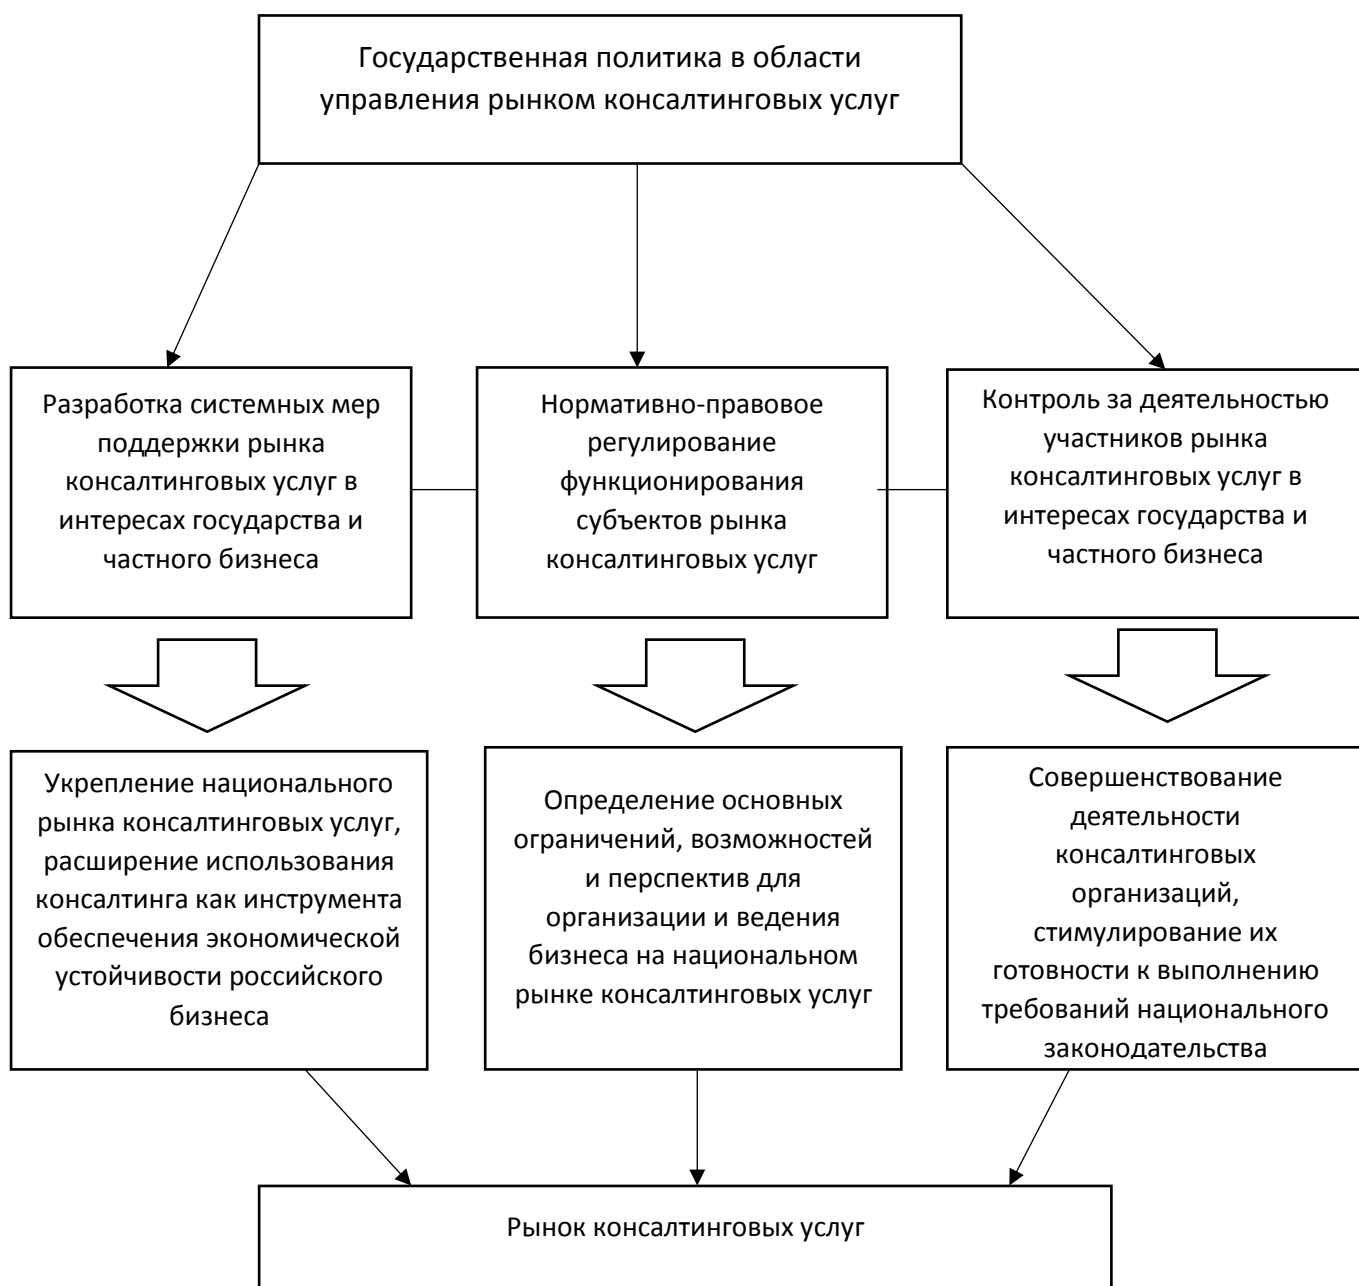 Государственная политика в области
управления рынком консалтинговых услуг
Разработка системных мер
поддержки рынка
консалтинговых услуг в
интересах государства и
частного бизнеса
Нормативно-правовое
регулирование
функционирования
субъектов рынка
консалтинговых услуг
Контроль за деятельностью
участников рынка
консалтинговых услуг в
интересах государства и
частного бизнеса
Укрепление национального
рынка консалтинговых услуг,
расширение использования
консалтинга как инструмента
обеспечения экономической
устойчивости российского
бизнеса
Определение основных
ограничений, возможностей
и перспектив для
организации и ведения
бизнеса на национальном
рынке консалтинговых услуг
Совершенствование
деятельности
консалтинговых
организаций,
стимулирование их
готовности к выполнению
требований национального
законодательства
Рынок консалтинговых услуг